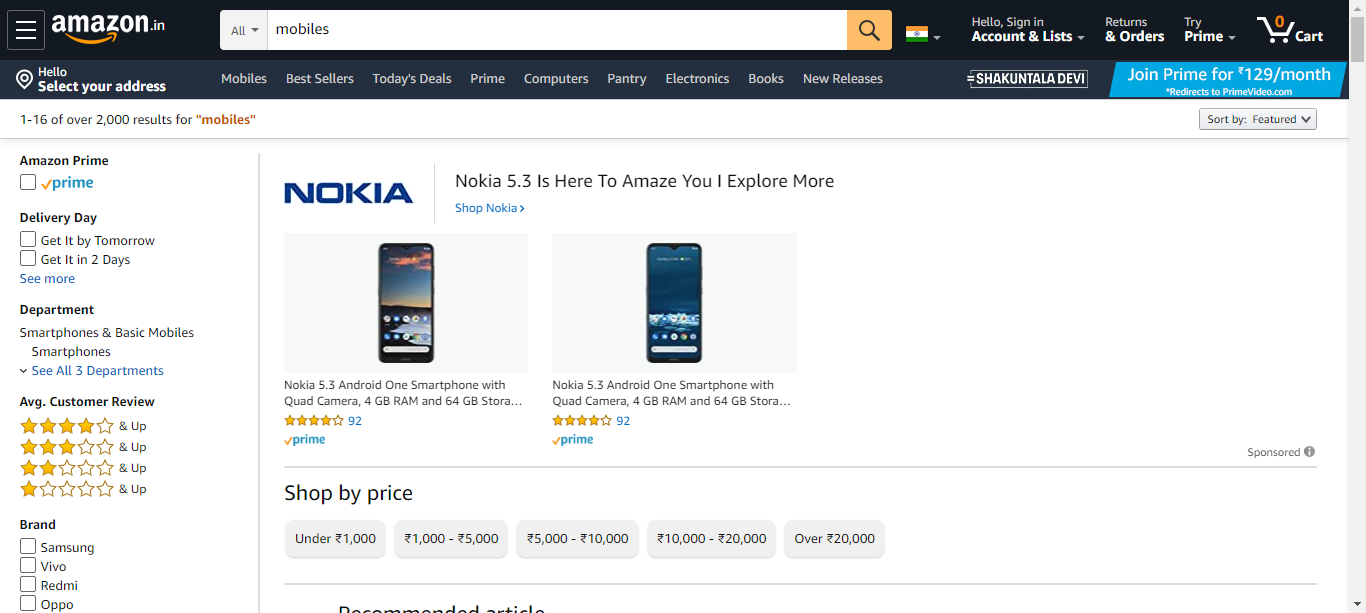 amazon.in
All
mobiles
Hello, Sign in
Account & Lists
Returns
& Orders
Try
Prime
0
Cart
Hello
Select your address
Mobiles
Best Sellers
Today's Deals
Prime
Computers
Pantry
Electronics
Books
New Releases
SHAKUNTALA DEVI
Join Prime for ₹129/month
*Redirects to PrimeVideo.com
1-16 of over 2,000 results for "mobiles"
Sort by: Featured
Amazon Prime
prime
Delivery Day
Get It by Tomorrow
Get It in 2 Days
See more
Department
Smartphones & Basic Mobiles
Smartphones
See All 3 Departments
Avg. Customer Review
& Up
& Up
& Up
& Up
Brand
Samsung
Vivo
Redmi
Oppo
NOKIA
Nokia 5.3 Is Here To Amaze You I Explore More
Shop Nokia
Nokia 5.3 Android One Smartphone with
Quad Camera, 4 GB RAM and 64 GB Stora...
92
prime
Nokia 5.3 Android One Smartphone with
Quad Camera, 4 GB RAM and 64 GB Stora...
92
prime
Sponsored
Shop by price
Under ₹1,000
₹1,000 - ₹5,000
₹5,000 - ₹10,000
₹10,000 - ₹20,000
Over ₹20,000
Recommended article